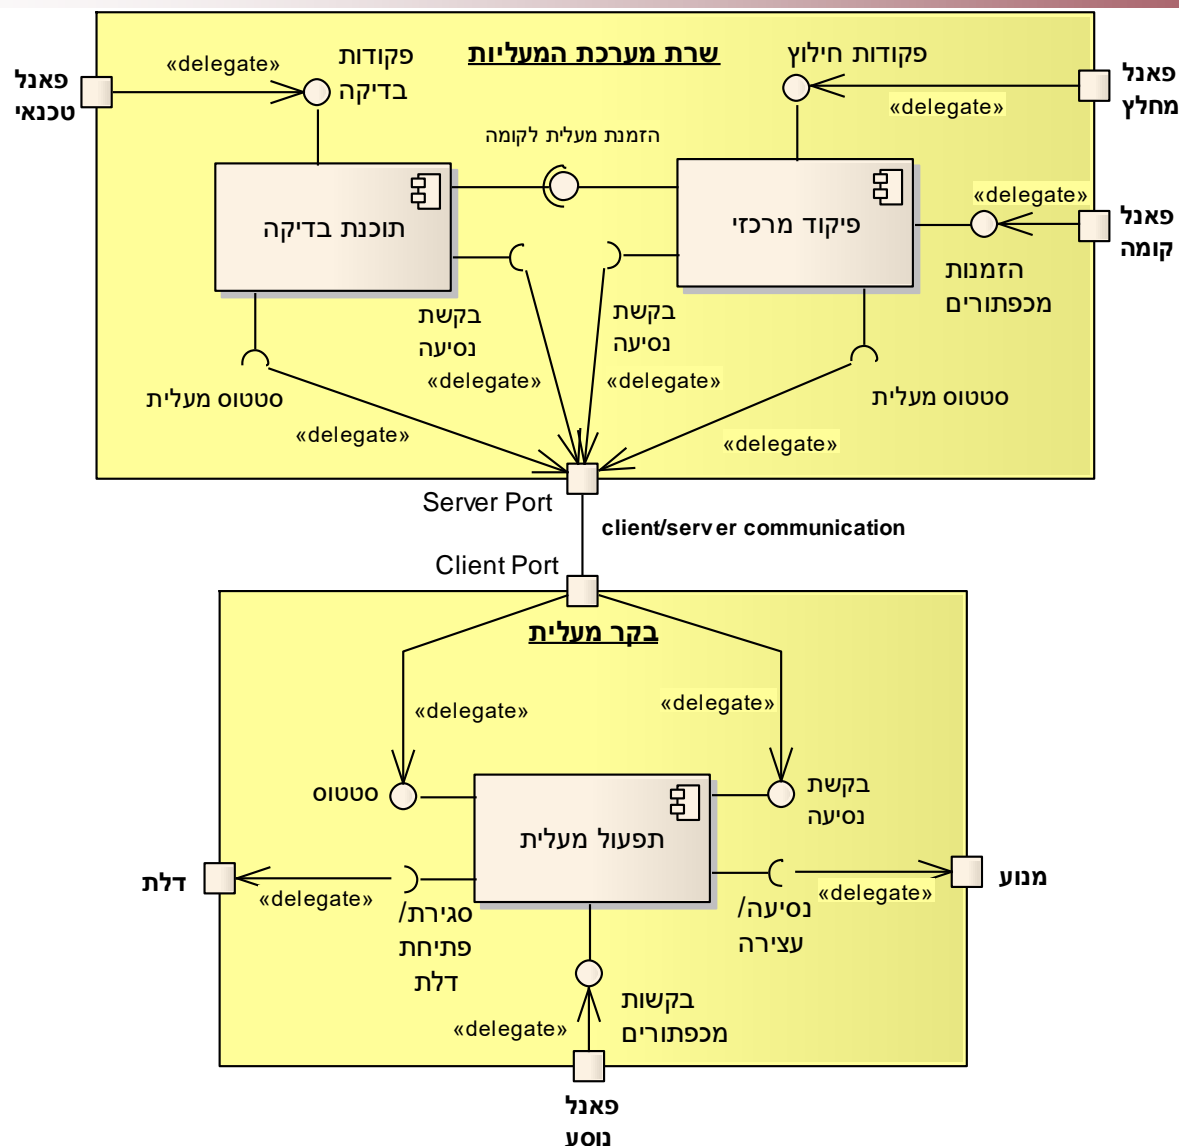 שרת מערכת המעליות
פאנל
טכנאי
«delegate»
פקודות
בדיקה
פקודות חילוץ
«delegate»
פאנל
מחלץ
הזמנת מעלית לקומה
תוכנת בדיקה
פיקוד מרכזי
«delegate»
פאנל
קומה
הזמנות
מכפתורים
בקשת
נסיעה
«delegate»
בקשת
נסיעה
«delegate»
סטטוס מעלית
«delegate»
סטטוס מעלית
«delegate»
Server Port
client/server communication
Client Port
בקר מעלית
«delegate»
«delegate»
סטטוס
תפעול מעלית
בקשת
נסיעה
דלת
«delegate»
סגירת/
פתיחת
דלת
נסיעה/
עצירה
«delegate»
מנוע
בקשות
מכפתורים
«delegate»
פאנל
נוסע